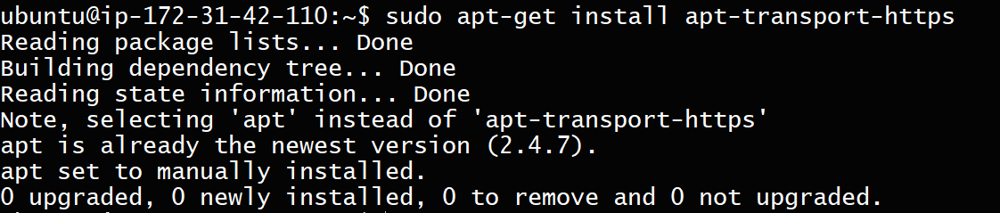 ubuntu@ip-172-31-42-110:~$ sudo apt-get install apt-transport-https
Reading package lists... Done
Building dependency tree... Done
Reading state information... Done
Note, selecting 'apt' instead of 'apt-transport-https'
apt is already the newest version (2.4.7).
apt set to manually installed.
0 upgraded, 0 newly installed, 0 to remove and 0 not upgraded.